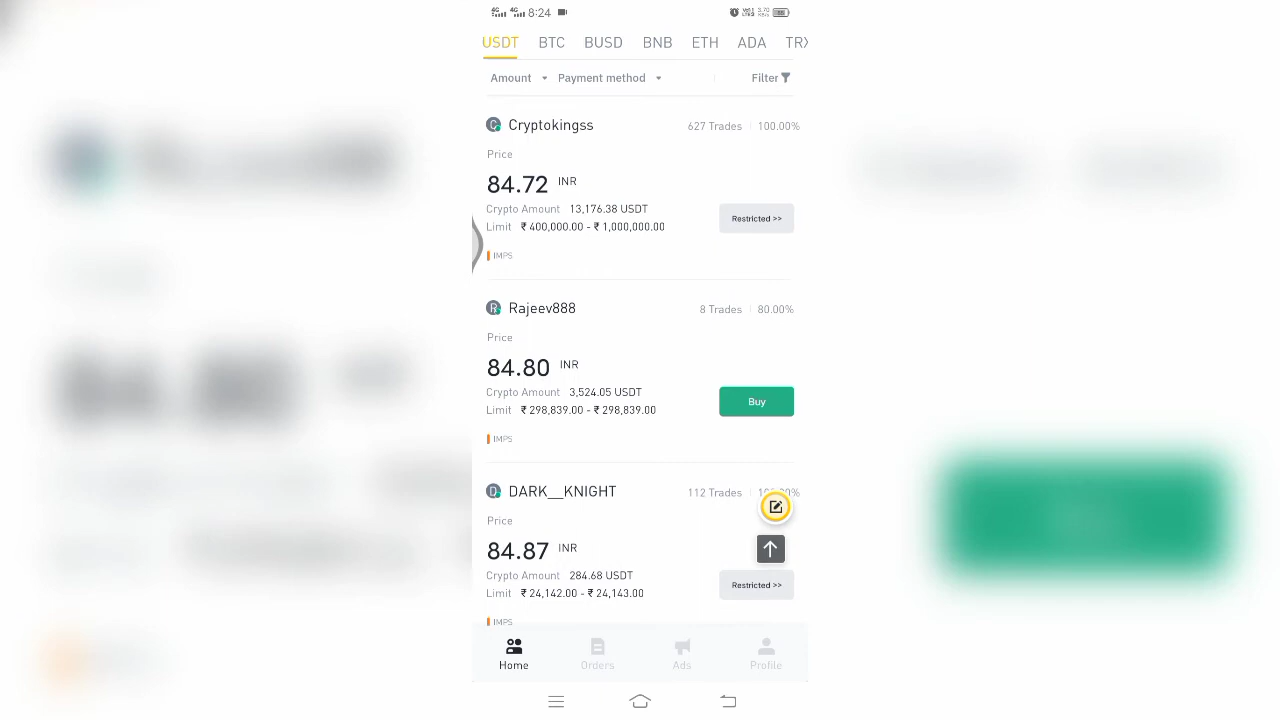 4G 4G 8:24
USDT BTC BUSD BNB ETH ADA TRX
Amount Payment method Filter
C Cryptokingss 627 Trades 100.00%
Price
84.72 INR
Crypto Amount 13,176.38 USDT
Limit ₹ 400,000.00 - ₹ 1,000,000.00
Restricted >>
IMPS
R Rajeev888 8 Trades 80.00%
Price
84.80 INR
Crypto Amount 3,524.05 USDT
Limit ₹ 298,839.00 - ₹ 298,839.00
Buy
IMPS
D DARK__KNIGHT 112 Trades
Price
84.87 INR
Crypto Amount 284.68 USDT
Limit ₹ 24,142.00 - ₹ 24,143.00
Restricted >>
IMPS
Home Orders Ads Profile